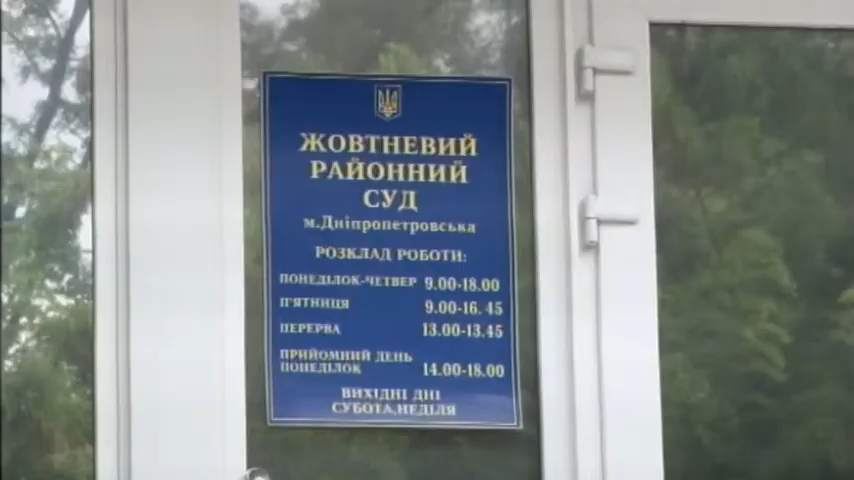 ЖОВТНЕВИЙ
РАЙОННИЙ
СУД
м.Дніпропетровська
РОЗКЛАД РОБОТИ:
ПОНЕДІЛОК-ЧЕТВЕР 9.00-18.00
П'ЯТНИЦЯ 9.00-16.45
ПЕРЕРВА 13.00-13.45
ПРИЙОМНИЙ ДЕНЬ
ПОНЕДІЛОК 14.00-18.00
ВИХІДНІ ДНІ
СУБОТА,НЕДІЛЯ